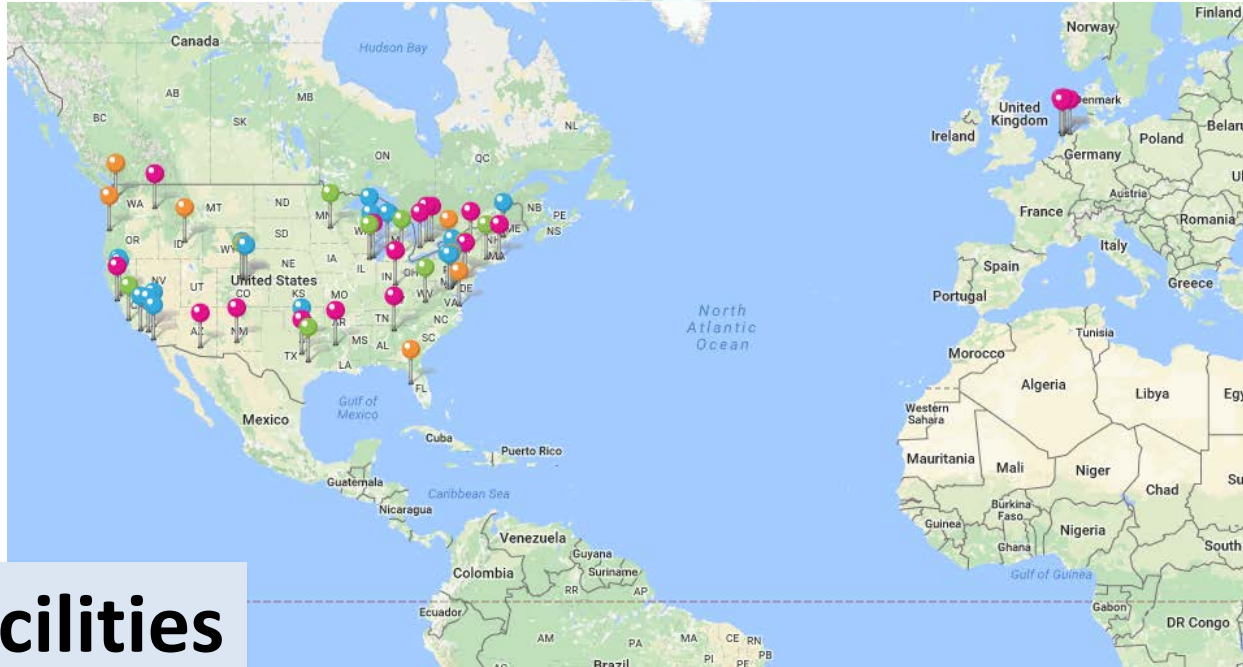 Finland
Norway
Canada
Hudson Bay
AB
MB
BC
SK
NL
ON
QC
United
Kingdom
Ireland
Poland
Germany
WA
MT
ND
MN
NB
PE
NS
ME
Austria
France
Romania
OR
ID
SD
WY
IA
NE
IL
IN
OH
Italy
Spain
Greece
Portugal
United States
NV
UT
CO
KS
MO
WV
VA
DE
TN
NC
AZ
NM
AR
SC
MS
AL
TX
LA
FL
North
Atlantic
Ocean
Tunisia
Morocco
Algeria
Libya
Western
Sahara
Gulf of
Mexico
Mexico
Cuba
Puerto Rico
Mauritania
Mali
Niger
Chad
Guatemala
Caribbean Sea
Nicaragua
Burkina
Faso
Guinea
Nigeria
Ghana
South
Venezuela
Guyana
Suriname
Colombia
Gulf of Guinea
RR
AP
Ecuador
Gabon
DR Congo
AM
PA
MA
CE
RN
PB
PI
PE
Brazil
cilities